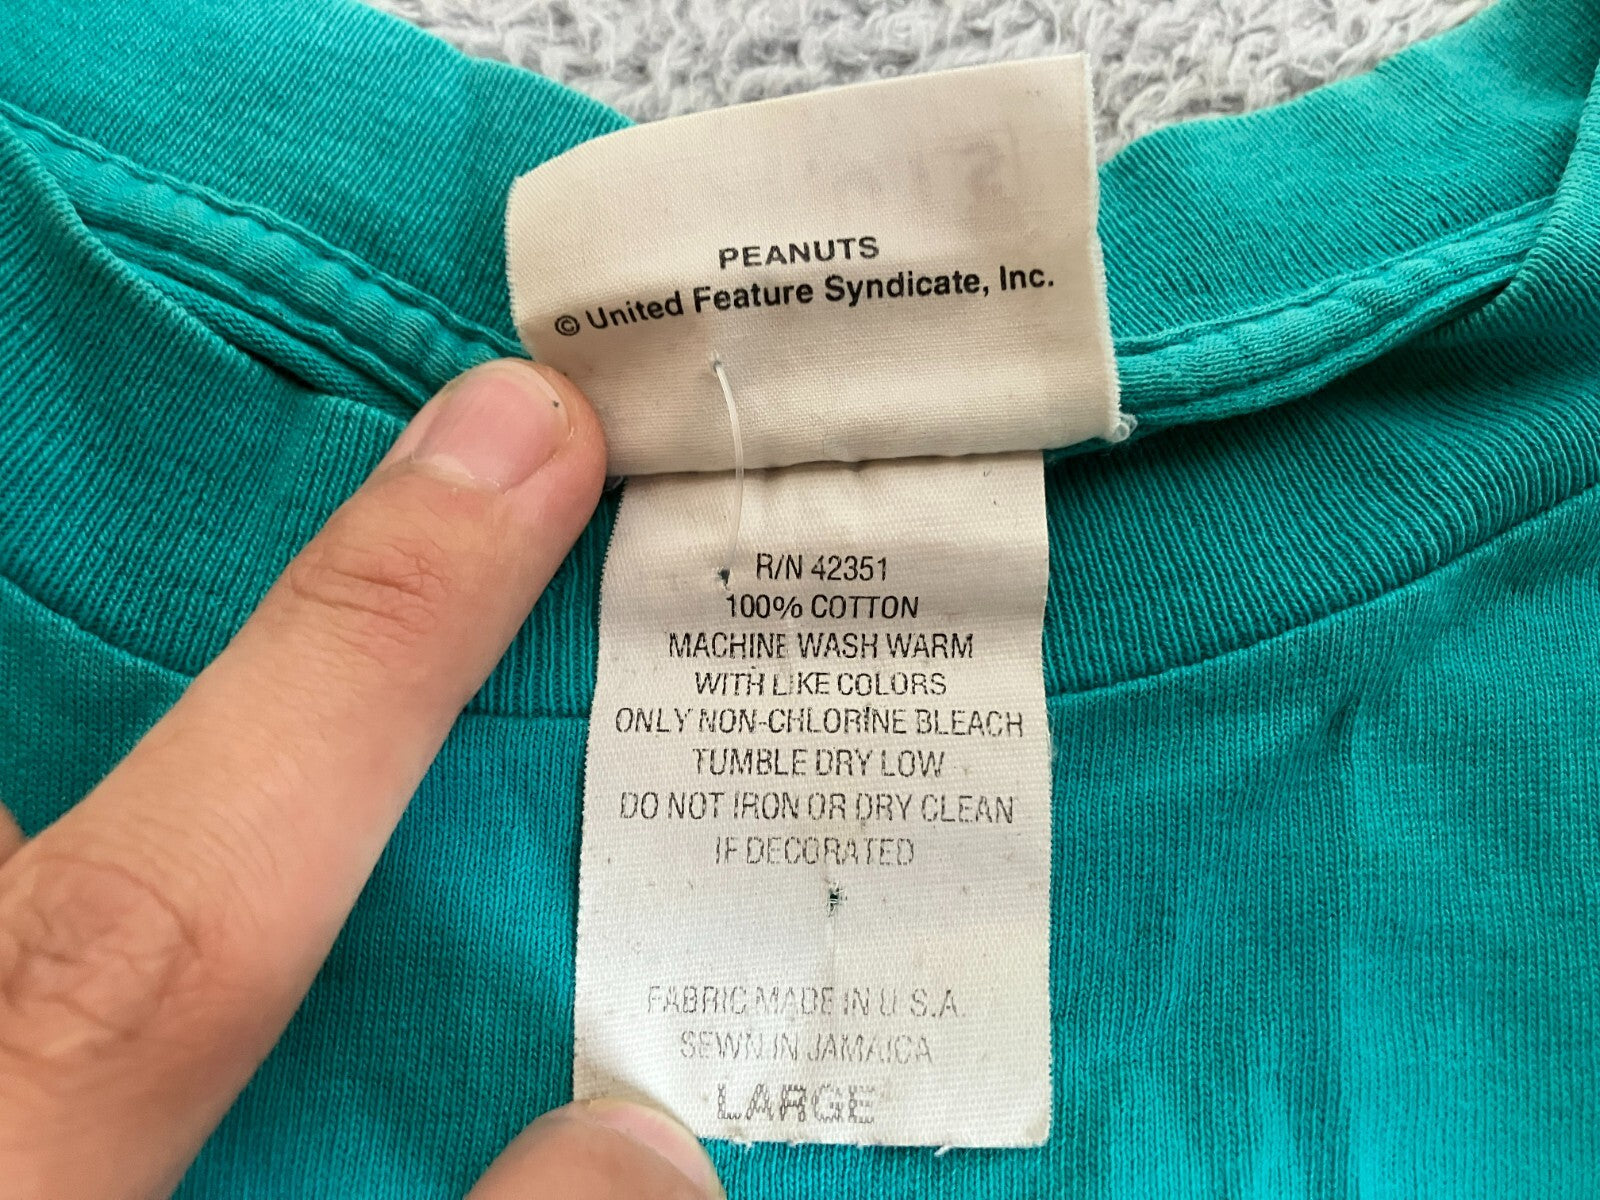 PEANUTS
© United Feature Syndicate, Inc.
R/N 42351
100% COTTON
MACHINE WASH WARM
WITH LIKE COLORS
ONLY NON-CHLORINE BLEACH
TUMBLE DRY LOW
DO NOT IRON OR DRY CLEAN
IF DECORATED
FABRIC MADE IN U.S.A.
SEWN IN JAMAICA
LARGE